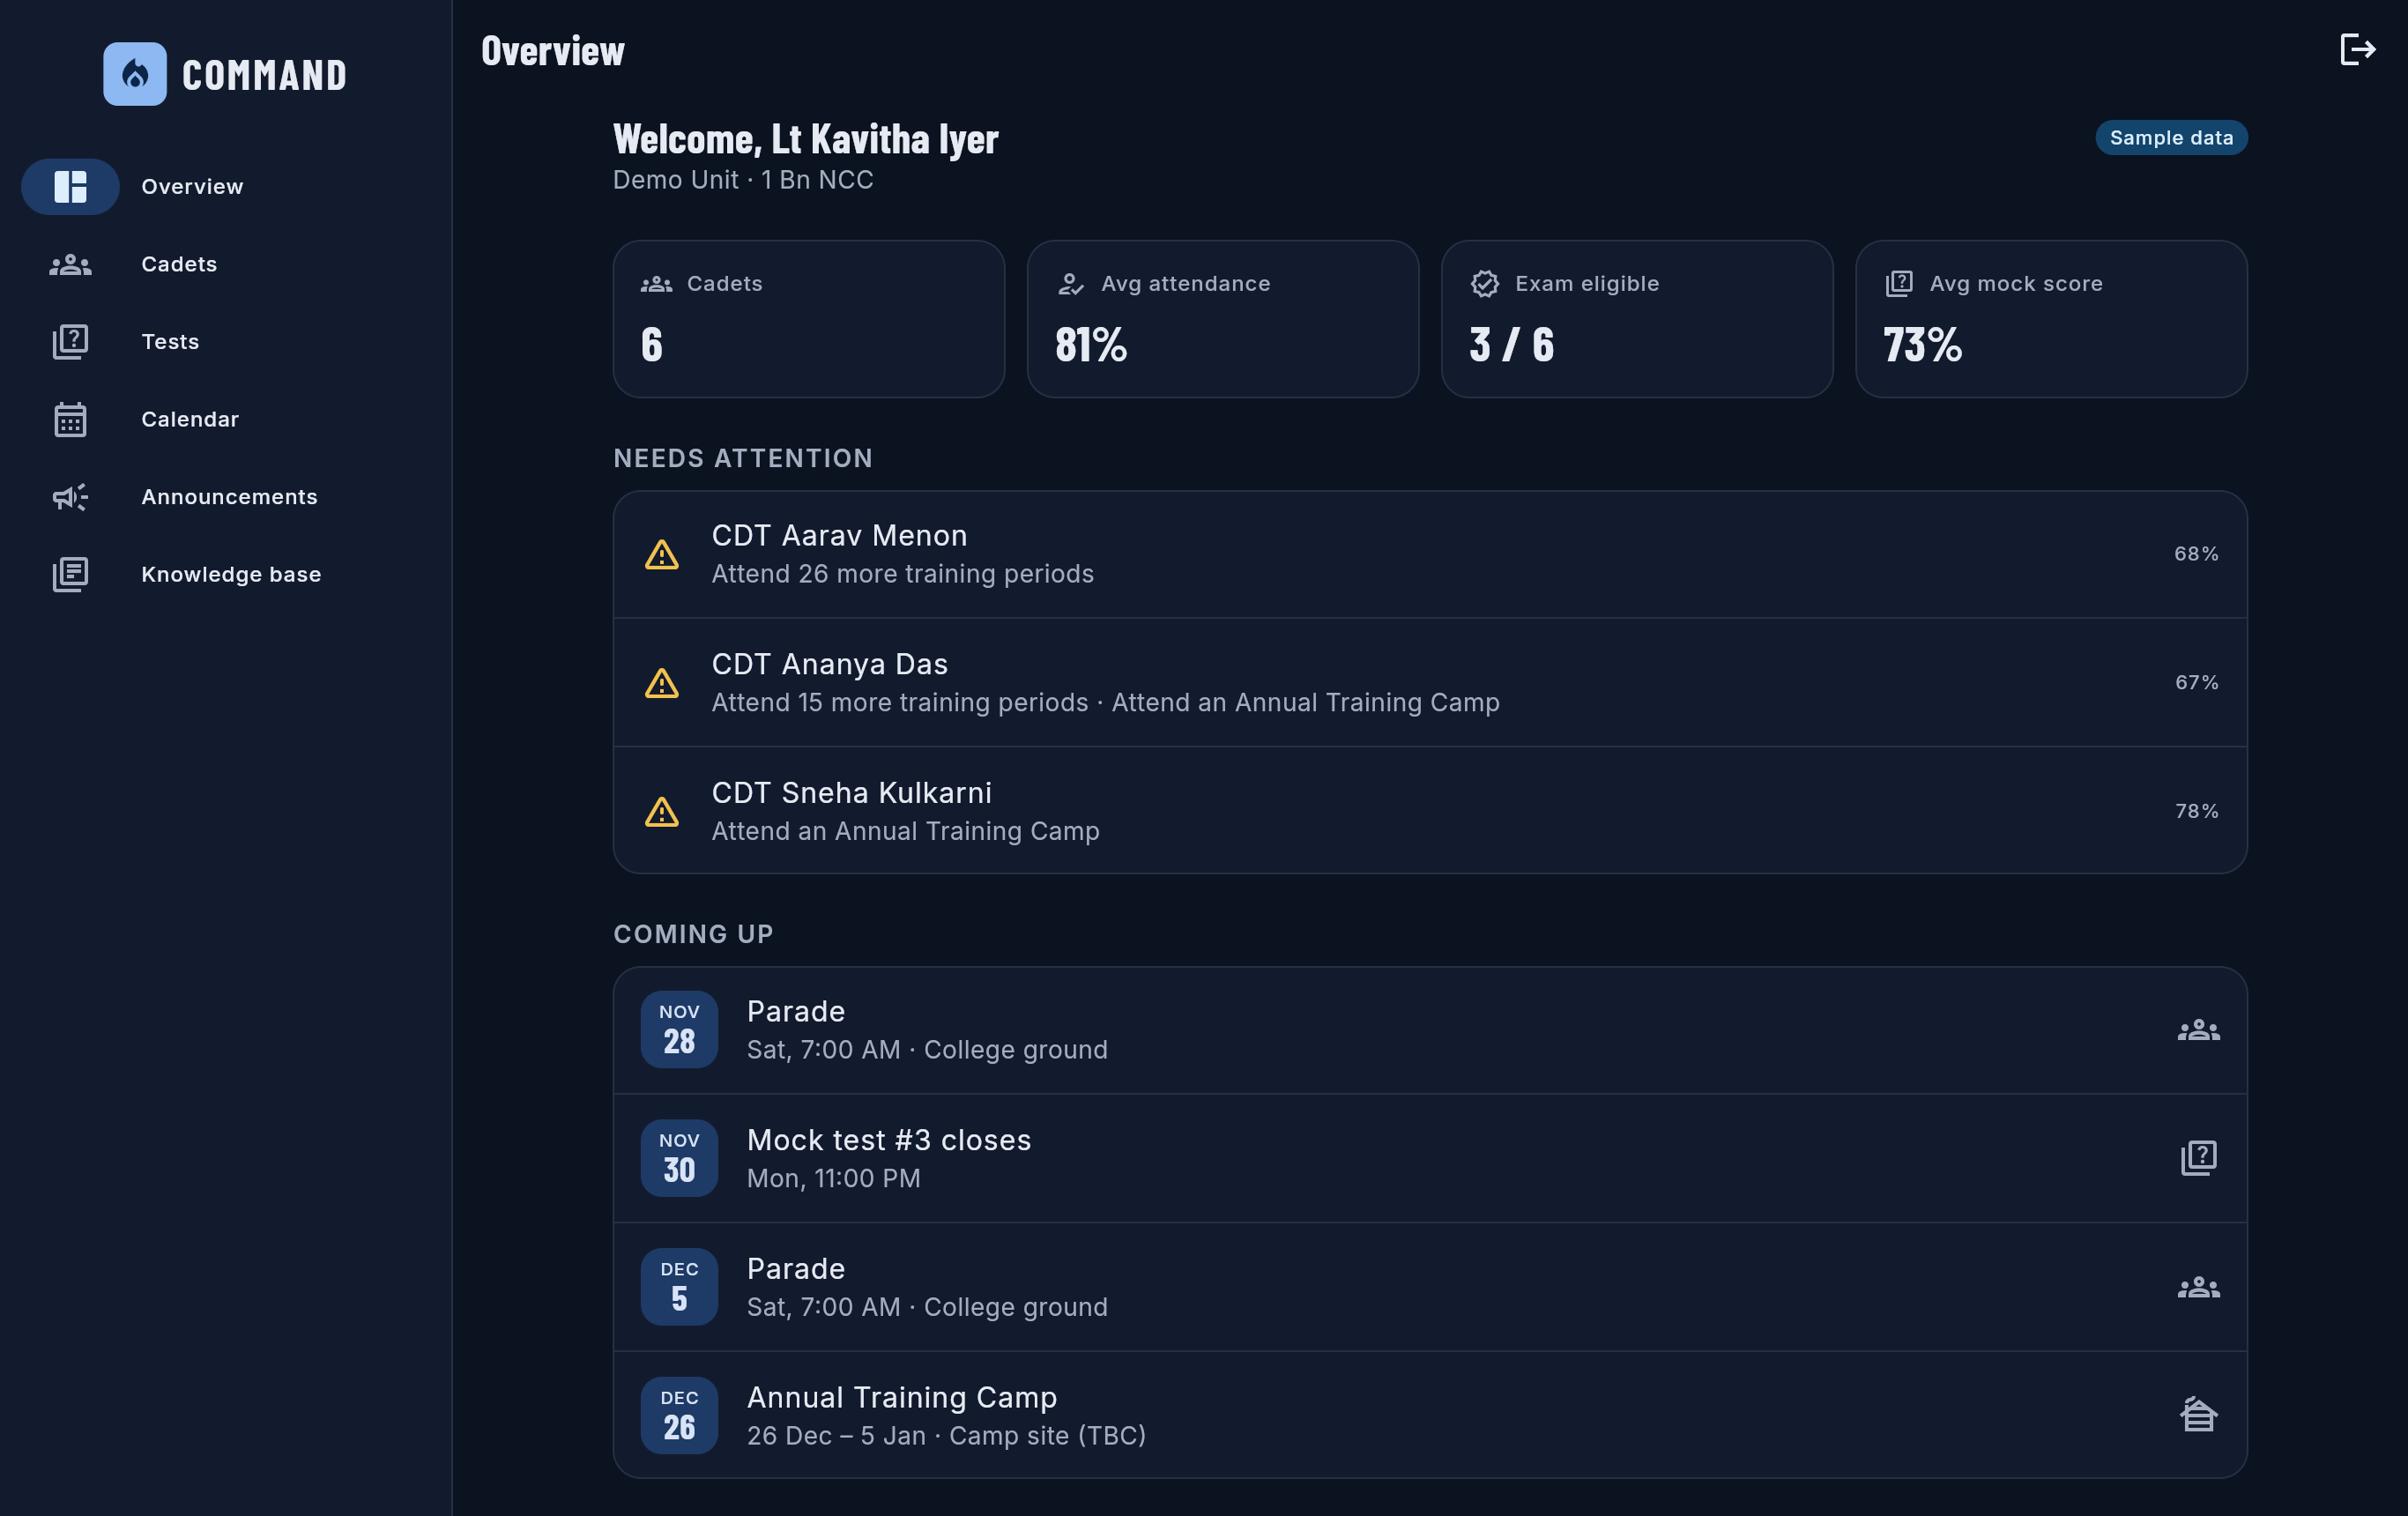 COMMAND
Overview
Cadets
Tests
Calendar
Announcements
Knowledge base
Overview
Welcome, Lt Kavitha Iyer
Sample data
Demo Unit · 1 Bn NCC
Cadets
6
Avg attendance
81%
Exam eligible
3 / 6
Avg mock score
73%
NEEDS ATTENTION
CDT Aarav Menon
Attend 26 more training periods
68%
CDT Ananya Das
Attend 15 more training periods · Attend an Annual Training Camp
67%
CDT Sneha Kulkarni
Attend an Annual Training Camp
78%
COMING UP
NOV
28
Parade
Sat, 7:00 AM · College ground
NOV
30
Mock test #3 closes
Mon, 11:00 PM
DEC
5
Parade
Sat, 7:00 AM · College ground
DEC
26
Annual Training Camp
26 Dec – 5 Jan · Camp site (TBC)